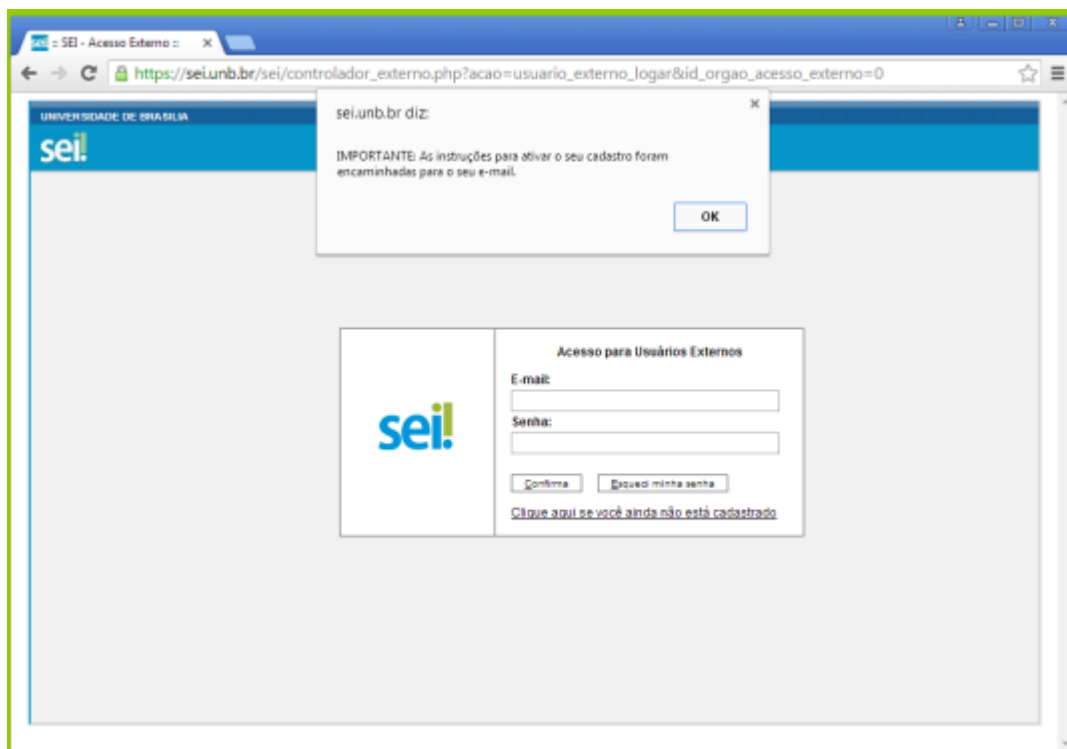 sei! :: SEI - Acesso Externo ::
https://sei.unb.br/sei/controlador_externo.php?acao=usuario_externo_logar&id_orgao_acesso_externo=0
UNIVERSIDADE DE BRASILIA
sei!
sei.unb.br diz:
IMPORTANTE: As instruções para ativar o seu cadastro foram
encaminhadas para o seu e-mail.
OK
sei!
Acesso para Usuários Externos
E-mail:
Senha:
Confirma Esqueci minha senha
Clique aqui se você ainda não está cadastrado